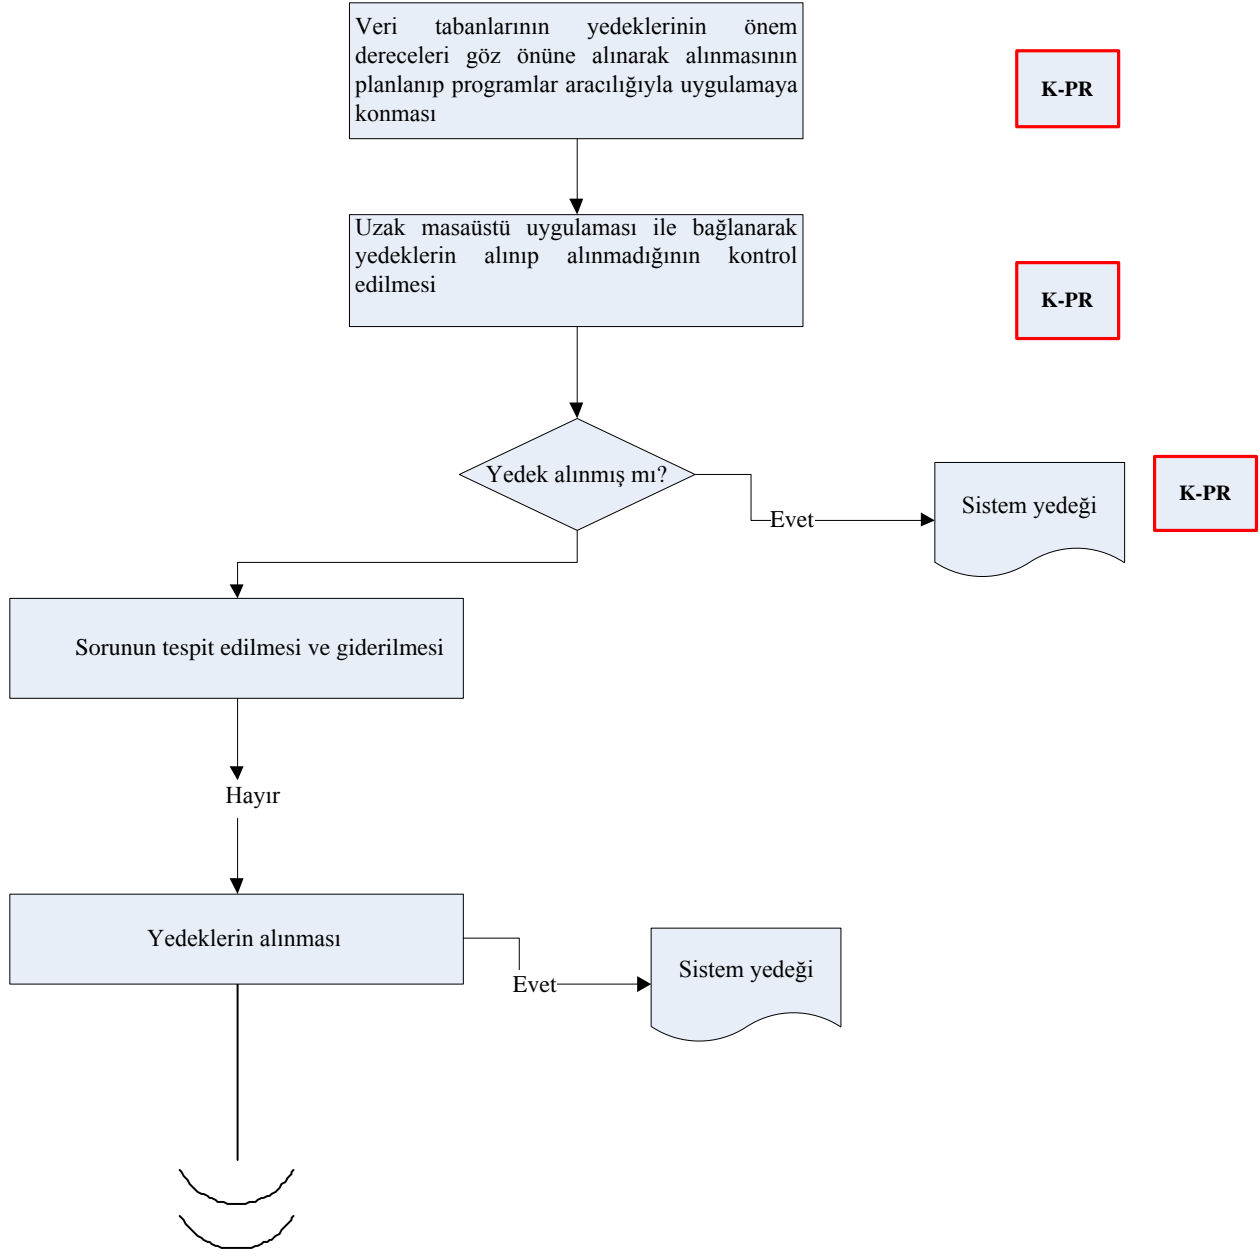 Veri tabanlarının yedeklerinin önem
dereceleri göz önüne alınarak alınmasının
planlanıp programlar aracılığıyla uygulamaya
konması
K-PR
Uzak masaüstü uygulaması ile bağlanarak
yedeklerin alınıp alınmadığının kontrol
edilmesi
K-PR
Yedek alınmış mı?
Evet
Sistem yedeği
K-PR
Sorunun tespit edilmesi ve giderilmesi
Hayır
Yedeklerin alınması
Evet
Sistem yedeği